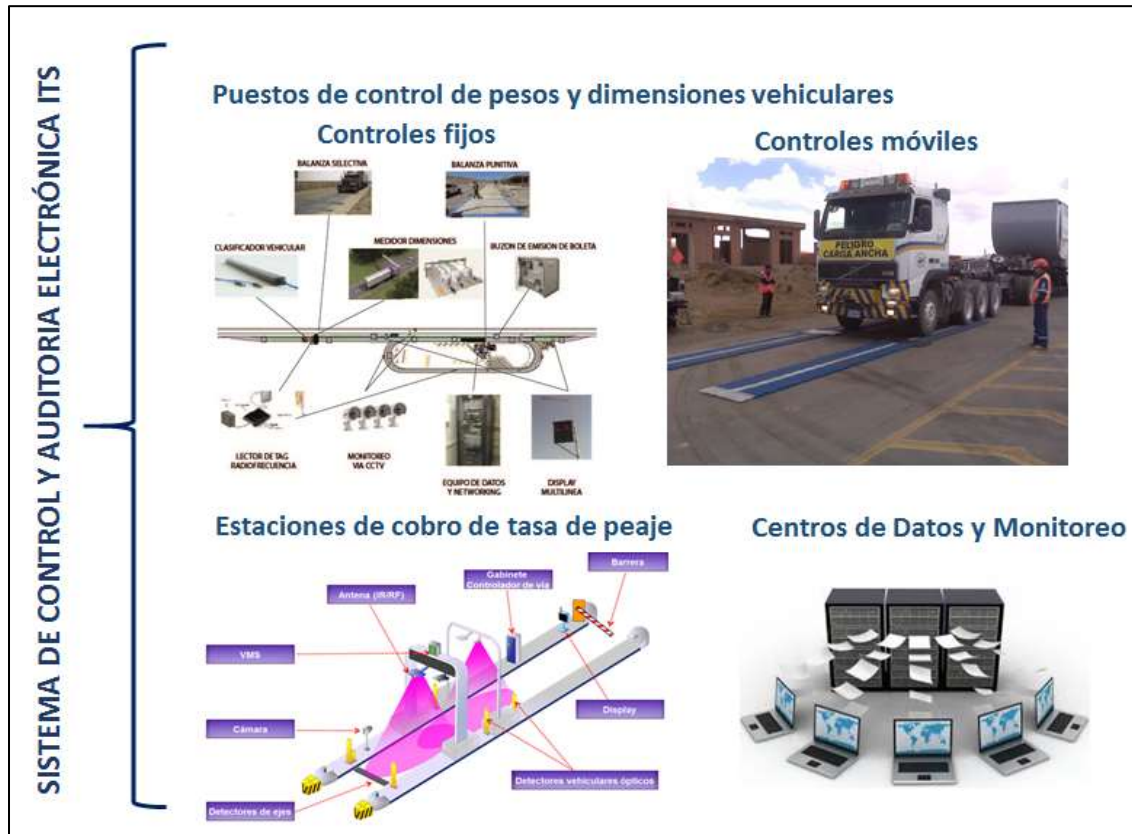 SISTEMA DE CONTROL Y AUDITORIA ELECTRÓNICA ITS
Puestos de control de pesos y dimensiones vehiculares
Controles fijos
BALANZA SELECTIVA
BALANZA PUNITIVA
CLASIFICADOR VEHICULAR
MEDIDOR DIMENSIONES
BUZON DE EMISION DE BOLETA
LECTOR DE TAG
RADIOFRECUENCIA
MONITOREO
VIA CCTV
EQUIPO DE DATOS
Y NETWORKING
DISPLAY
MULTILINEA
Controles móviles
PELIGRO
CARGA ANCHA
Estaciones de cobro de tasa de peaje
Barrera
Gabinete
Controlador de vía
Antena (IR/RF)
VMS
Cámara
Display
Detectores vehiculares ópticos
Detectores de ejes
Centros de Datos y Monitoreo